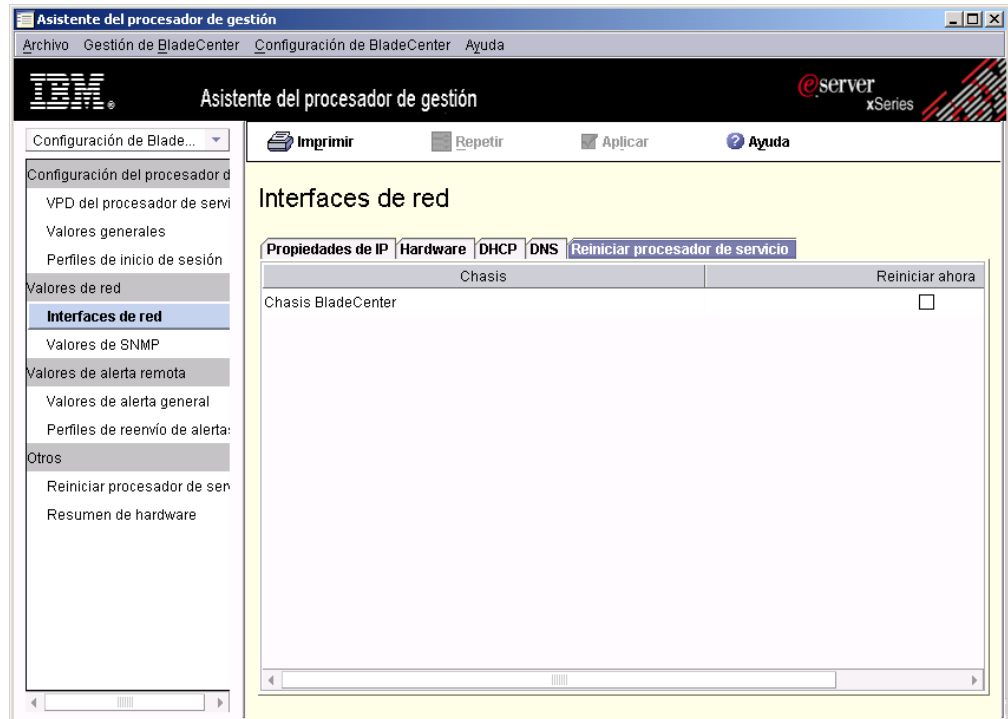 Asistente del procesador de gestión
Archivo Gestión de BladeCenter Configuración de BladeCenter Ayuda
IBM®
Asistente del procesador de gestión
eserver
xSeries
Configuración de Blade...
Imprimir Repetir Aplicar Ayuda
Configuración del procesador d
VPD del procesador de servi
Valores generales
Perfiles de inicio de sesión
Valores de red
Interfaces de red
Valores de SNMP
Valores de alerta remota
Valores de alerta general
Perfiles de reenvío de alertas
Otros
Reiniciar procesador de serv
Resumen de hardware
Interfaces de red
Propiedades de IP Hardware DHCP DNS Reiniciar procesador de servicio
Chasis Reiniciar ahora
Chasis BladeCenter